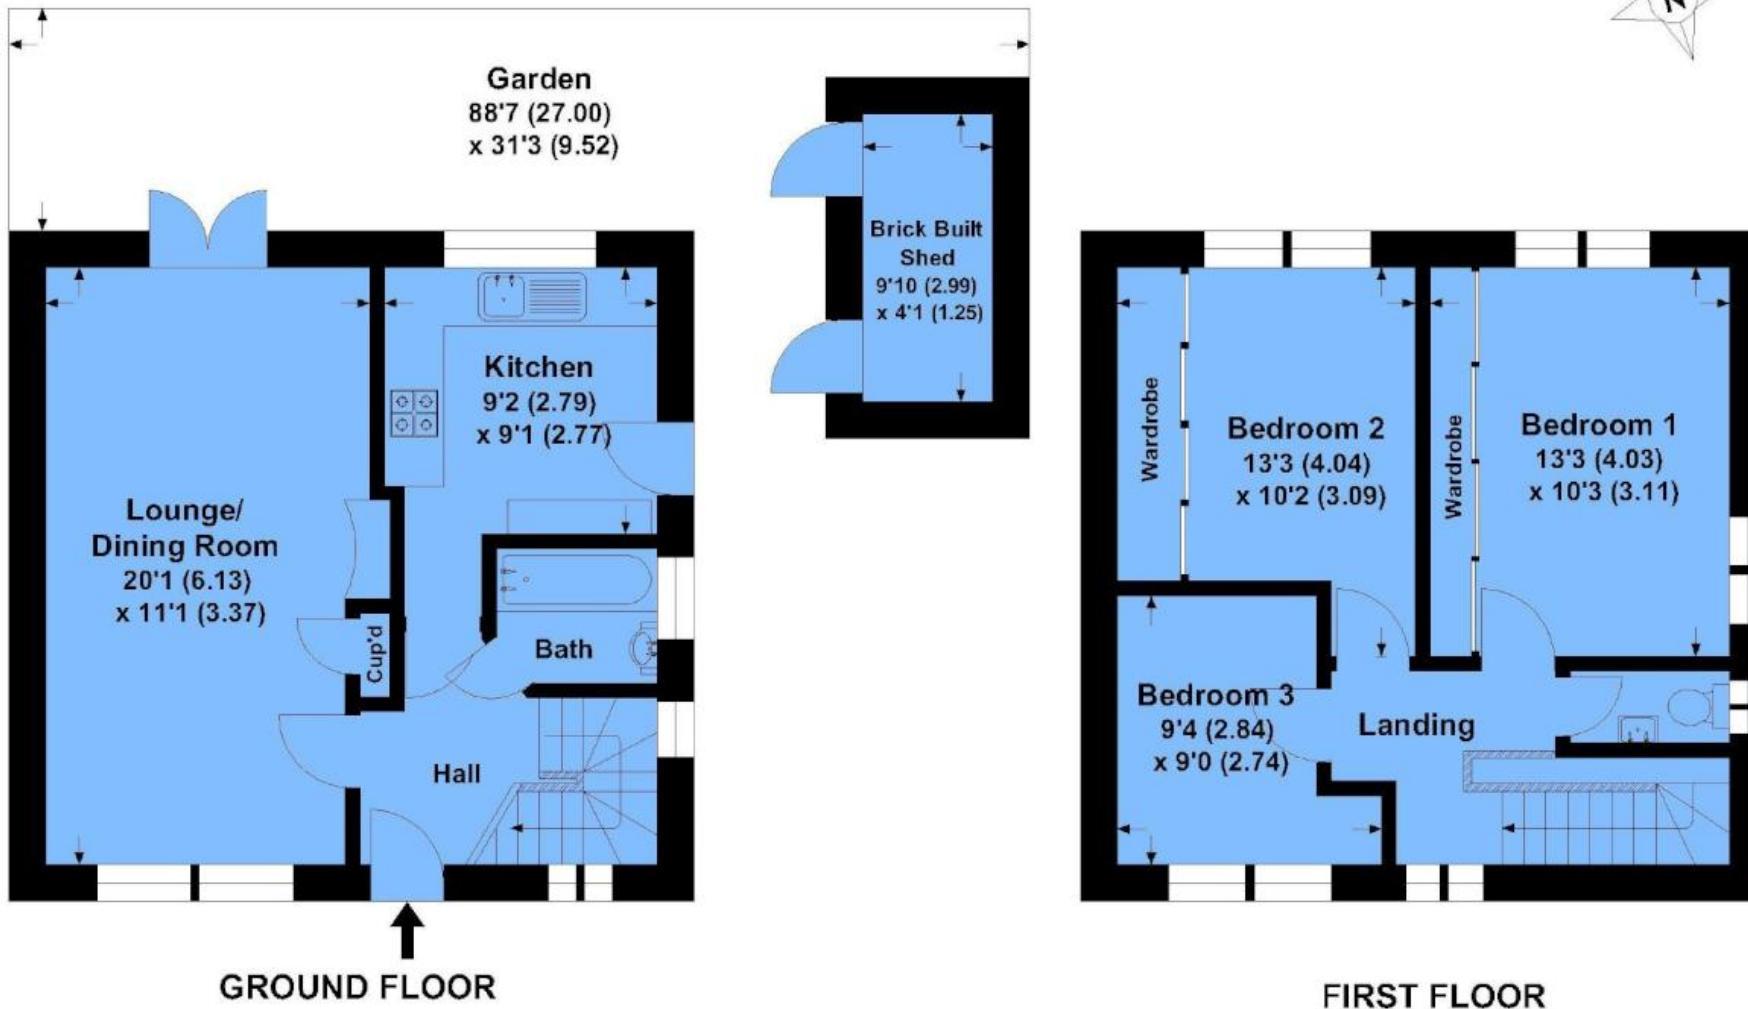 Garden
88'7 (27.00)
x 31'3 (9.52)
N
Brick Built
Shed
9'10 (2.99)
x 4'1 (1.25)
Kitchen
9'2 (2.79)
x 9'1 (2.77)
Lounge/
Dining Room
20'1 (6.13)
x 11'1 (3.37)
Cup'd
Bath
Hall
GROUND FLOOR
Wardrobe
Bedroom 2
13'3 (4.04)
x 10'2 (3.09)
Wardrobe
Bedroom 1
13'3 (4.03)
x 10'3 (3.11)
Bedroom 3
9'4 (2.84)
x 9'0 (2.74)
Landing
FIRST FLOOR